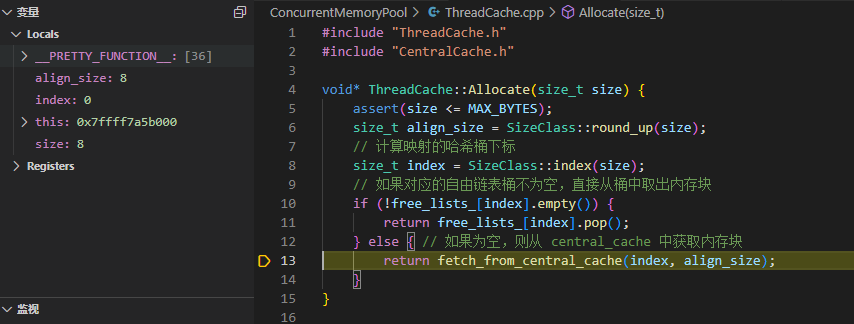 变量
Locals
__PRETTY_FUNCTION__: [36]
align_size: 8
index: 0
this: 0x7ffff7a5b000
size: 8
Registers
监视
ConcurrentMemoryPool > ThreadCache.cpp > Allocate(size_t)
1 #include "ThreadCache.h"
2 #include "CentralCache.h"
3
4 void* ThreadCache::Allocate(size_t size) {
5 assert(size <= MAX_BYTES);
6 size_t align_size = SizeClass::round_up(size);
7 // 计算映射的哈希桶下标
8 size_t index = SizeClass::index(size);
9 // 如果对应的自由链表桶不为空，直接从桶中取出内存块
10 if (!free_lists_[index].empty()) {
11 return free_lists_[index].pop();
12 } else { // 如果为空，则从 central_cache 中获取内存块
13 return fetch_from_central_cache(index, align_size);
14 }
15 }
16